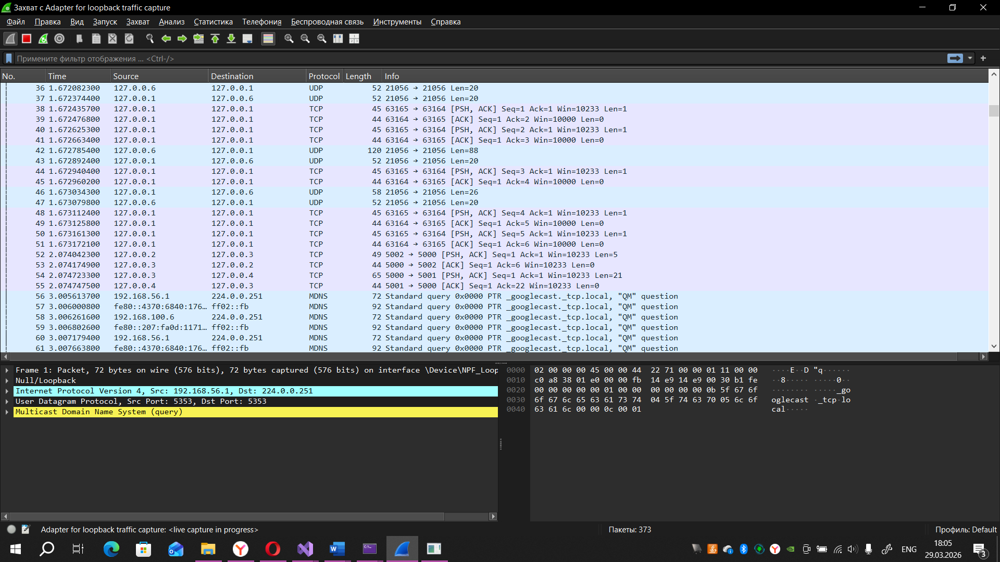 Захват с Adapter for loopback traffic capture
Файл Правка Вид Запуск Захват Анализ Статистика Телефония Беспроводная связь Инструменты Справка
Примените фильтр отображения ... <Ctrl-/>
No. Time Source Destination Protocol Length Info
36 1.672082300 127.0.0.6 127.0.0.1 UDP 52 21056 → 21056 Len=20
37 1.672374400 127.0.0.1 127.0.0.6 UDP 52 21056 → 21056 Len=20
38 1.672435700 127.0.0.1 127.0.0.1 TCP 45 63165 → 63164 [PSH, ACK] Seq=1 Ack=1 Win=10233 Len=1
39 1.672476800 127.0.0.1 127.0.0.1 TCP 44 63164 → 63165 [ACK] Seq=1 Ack=2 Win=10000 Len=0
40 1.672625300 127.0.0.1 127.0.0.1 TCP 45 63165 → 63164 [PSH, ACK] Seq=2 Ack=1 Win=10233 Len=1
41 1.672663400 127.0.0.1 127.0.0.1 TCP 44 63164 → 63165 [ACK] Seq=1 Ack=3 Win=10000 Len=0
42 1.672785400 127.0.0.6 127.0.0.1 UDP 120 21056 → 21056 Len=88
43 1.672892400 127.0.0.1 127.0.0.6 UDP 52 21056 → 21056 Len=20
44 1.672940400 127.0.0.1 127.0.0.1 TCP 45 63165 → 63164 [PSH, ACK] Seq=3 Ack=1 Win=10233 Len=1
45 1.672960200 127.0.0.1 127.0.0.1 TCP 44 63164 → 63165 [ACK] Seq=1 Ack=4 Win=10000 Len=0
46 1.673034300 127.0.0.1 127.0.0.6 UDP 58 21056 → 21056 Len=26
47 1.673079800 127.0.0.6 127.0.0.1 UDP 52 21056 → 21056 Len=20
48 1.673112400 127.0.0.1 127.0.0.1 TCP 45 63165 → 63164 [PSH, ACK] Seq=4 Ack=1 Win=10233 Len=1
49 1.673125800 127.0.0.1 127.0.0.1 TCP 44 63164 → 63165 [ACK] Seq=1 Ack=5 Win=10000 Len=0
50 1.673161300 127.0.0.1 127.0.0.1 TCP 45 63165 → 63164 [PSH, ACK] Seq=5 Ack=1 Win=10233 Len=1
51 1.673172100 127.0.0.1 127.0.0.1 TCP 44 63164 → 63165 [ACK] Seq=1 Ack=6 Win=10000 Len=0
52 2.074042300 127.0.0.2 127.0.0.3 TCP 49 5002 → 5000 [PSH, ACK] Seq=1 Ack=1 Win=10233 Len=5
53 2.074174900 127.0.0.3 127.0.0.2 TCP 44 5000 → 5002 [ACK] Seq=1 Ack=6 Win=10233 Len=0
54 2.074723300 127.0.0.3 127.0.0.4 TCP 65 5000 → 5001 [PSH, ACK] Seq=1 Ack=1 Win=10233 Len=21
55 2.074747500 127.0.0.4 127.0.0.3 TCP 44 5001 → 5000 [ACK] Seq=1 Ack=22 Win=10233 Len=0
56 3.005613700 192.168.56.1 224.0.0.251 MDNS 72 Standard query 0x0000 PTR _googlecast._tcp.local, "QM" question
57 3.006000800 fe80::4370:6840:176… ff02::fb MDNS 92 Standard query 0x0000 PTR _googlecast._tcp.local, "QM" question
58 3.006261600 192.168.100.6 224.0.0.251 MDNS 72 Standard query 0x0000 PTR _googlecast._tcp.local, "QM" question
59 3.006802600 fe80::207:fa0d:1171… ff02::fb MDNS 92 Standard query 0x0000 PTR _googlecast._tcp.local, "QM" question
60 3.007179400 192.168.56.1 224.0.0.251 MDNS 72 Standard query 0x0000 PTR _googlecast._tcp.local, "QM" question
61 3.007663800 fe80::4370:6840:176… ff02::fb MDNS 92 Standard query 0x0000 PTR _googlecast._tcp.local, "QM" question
Frame 1: Packet, 72 bytes on wire (576 bits), 72 bytes captured (576 bits) on interface \Device\NPF_Loop
Null/Loopback
Internet Protocol Version 4, Src: 192.168.56.1, Dst: 224.0.0.251
User Datagram Protocol, Src Port: 5353, Dst Port: 5353
Multicast Domain Name System (query)
0000 02 00 00 00 45 00 00 44 22 71 00 00 01 11 00 00 ····E··D "q······
0010 c0 a8 38 01 e0 00 00 fb 14 e9 14 e9 00 30 b1 fe ··8····· ·····0··
0020 00 00 00 00 00 01 00 00 00 00 00 00 0b 5f 67 6f ········ ·····_go
0030 6f 67 6c 65 63 61 73 74 04 5f 74 63 70 05 6c 6f oglecast ·_tcp·lo
0040 63 61 6c 00 00 0c 00 01 cal·····
Adapter for loopback traffic capture: <live capture in progress> Пакеты: 373 Профиль: Default
ENG
18:05
29.03.2026
3